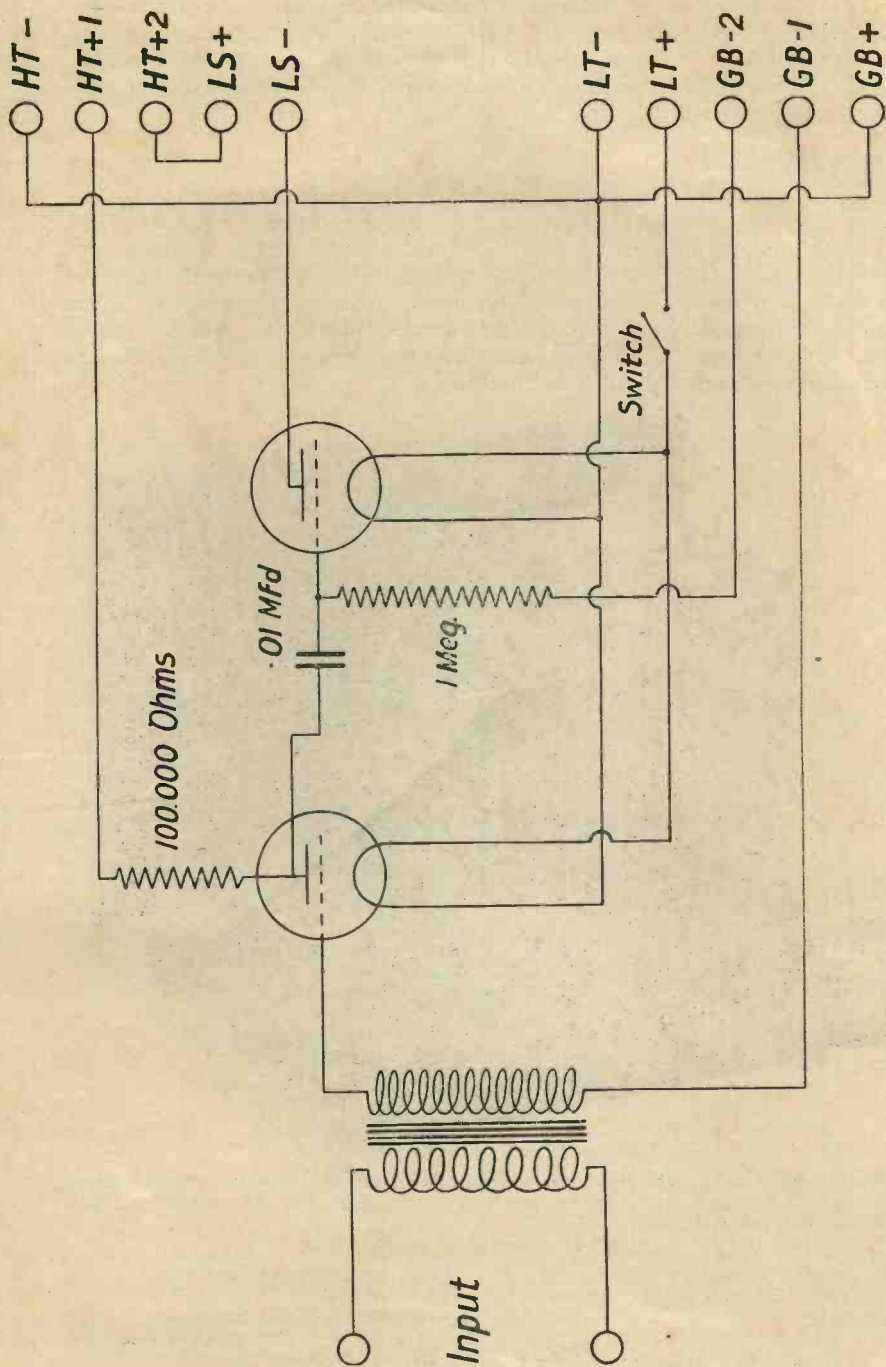 HT-
HT+1
HT+2
LS+
LS-
LT-
LT+
GB-2
GB-1
GB+
Switch
100.000 Ohms
·01 Mfd
1 Meg.
Input